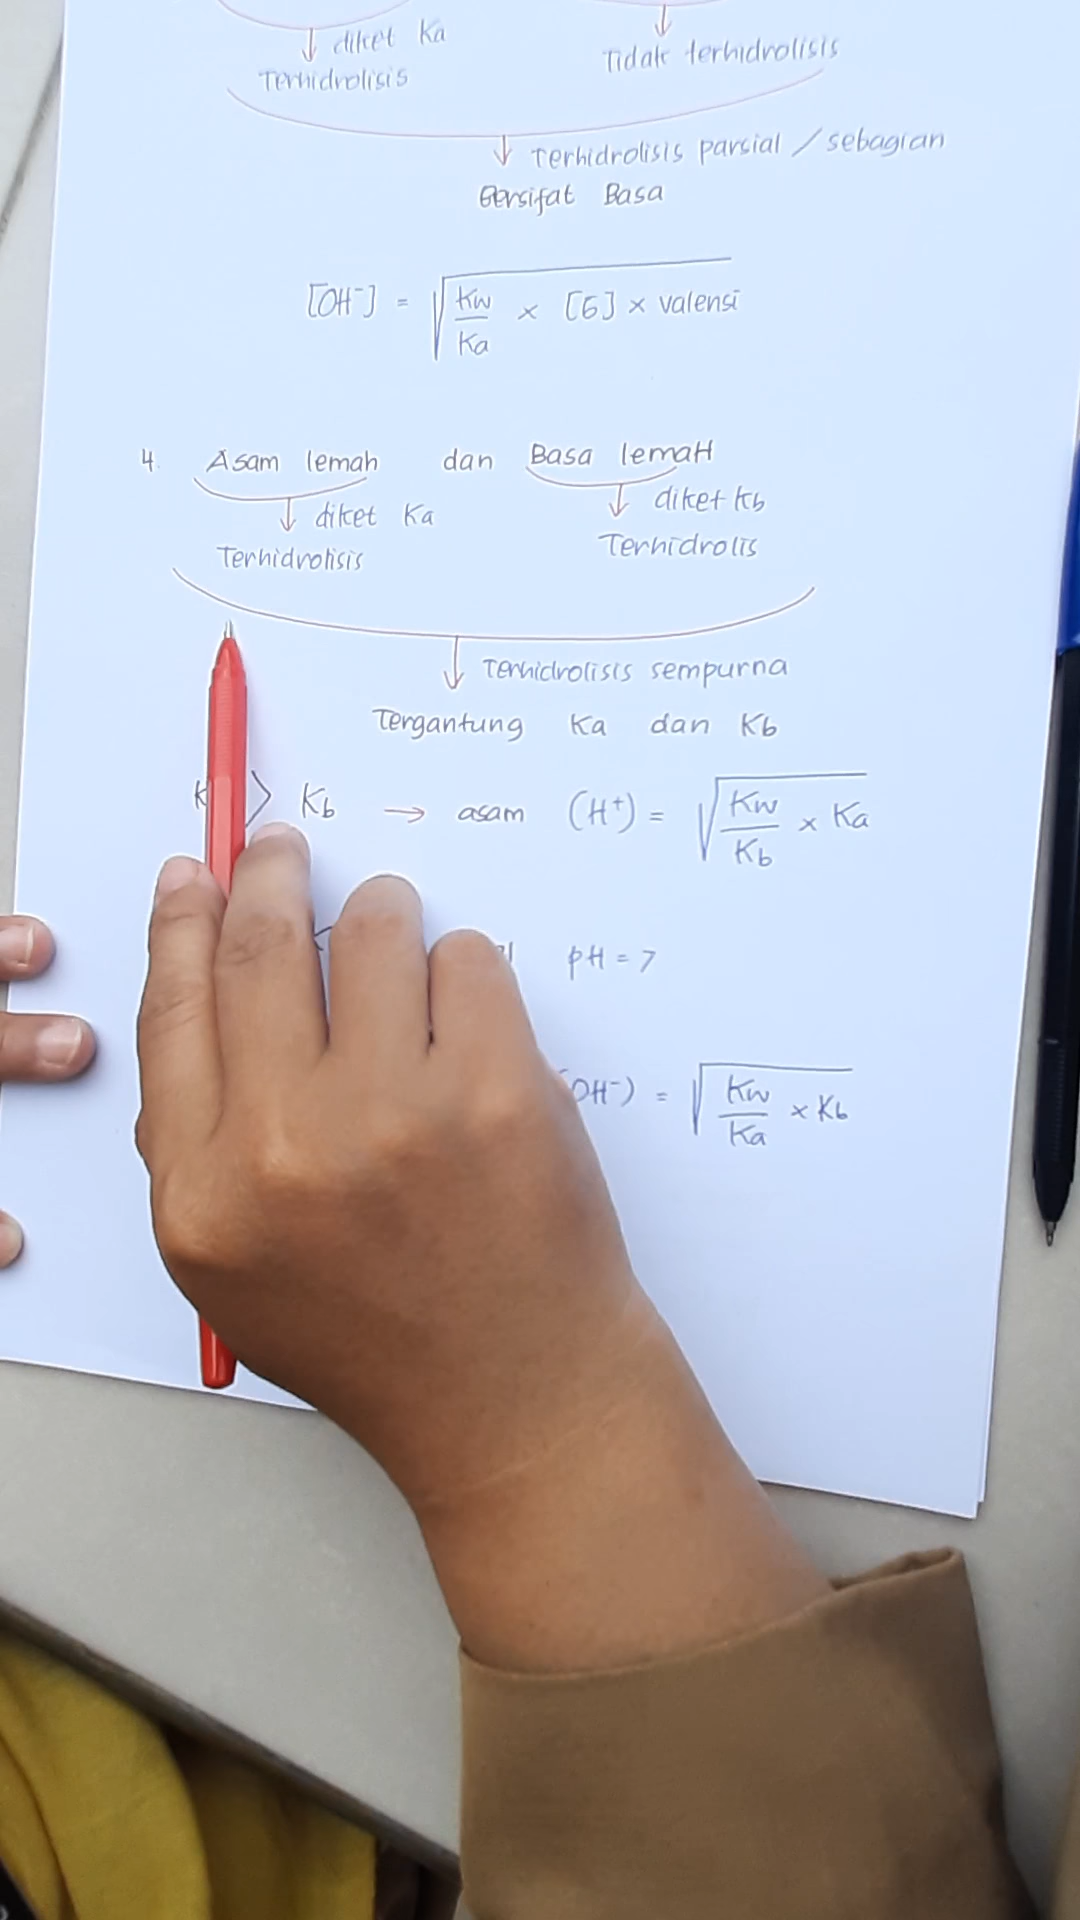 ↓ diket Ka
Terhidrolisis
↓
Tidak terhidrolisis
↓ Terhidrolisis parsial / sebagian
Bersifat Basa
[OH⁻] = √ Kw/Ka × [G] × valensi
4. Asam lemah dan Basa lemaH
↓ diket Ka
Terhidrolisis
↓ diket Kb
Terhidrolis
↓ Terhidrolisis sempurna
Tergantung Ka dan Kb
K > Kb → asam (H⁺) = √ Kw/Kb × Ka
pH = 7
(OH⁻) = √ Kw/Ka × Kb